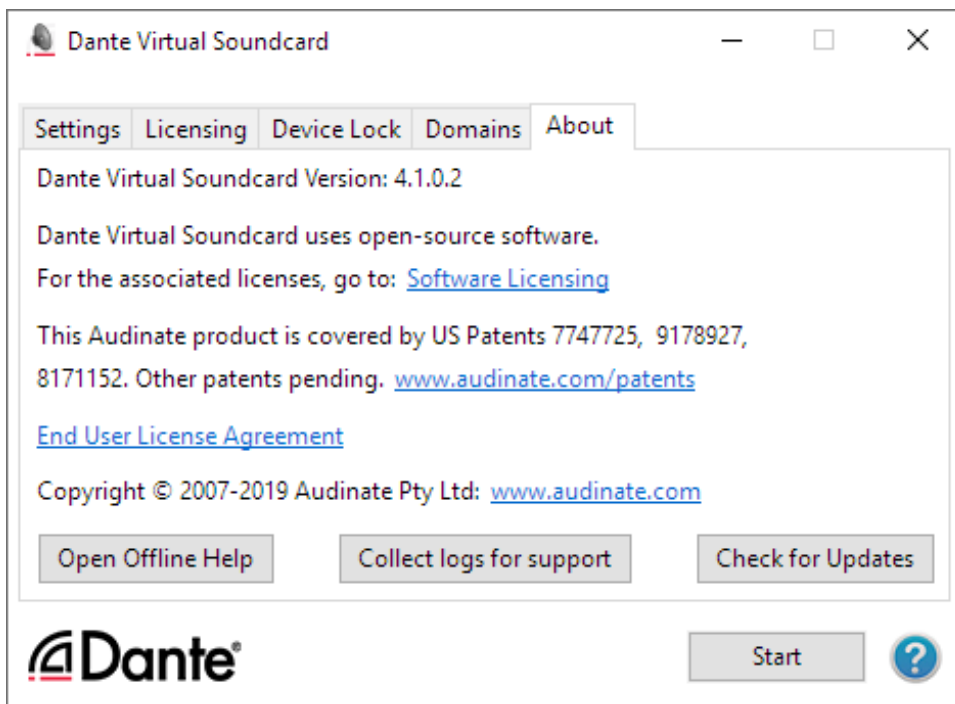 Dante Virtual Soundcard
Settings Licensing Device Lock Domains About
Dante Virtual Soundcard Version: 4.1.0.2
Dante Virtual Soundcard uses open-source software.
For the associated licenses, go to: Software Licensing
This Audinate product is covered by US Patents 7747725, 9178927,
8171152. Other patents pending. www.audinate.com/patents
End User License Agreement
Copyright © 2007-2019 Audinate Pty Ltd: www.audinate.com
Open Offline Help Collect logs for support Check for Updates
Dante® Start ?